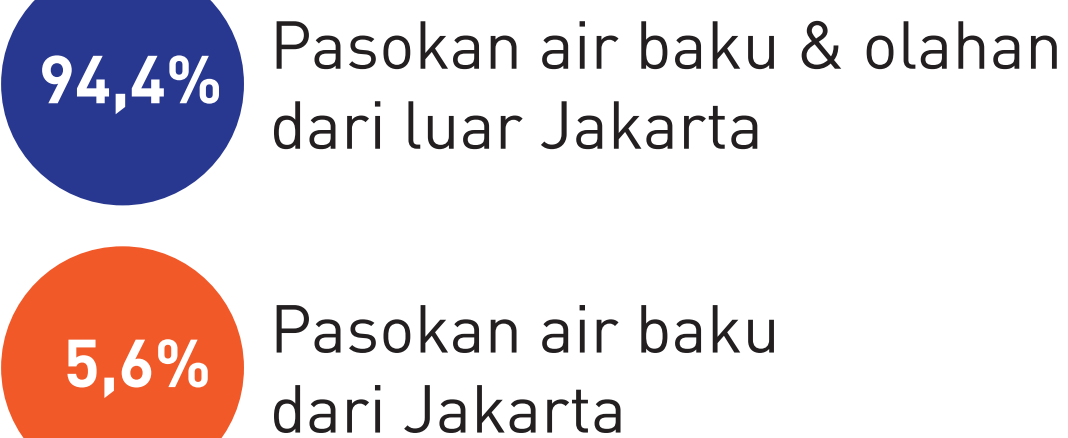 94,4%
Pasokan air baku & olahan
dari luar Jakarta
5,6%
Pasokan air baku
dari Jakarta